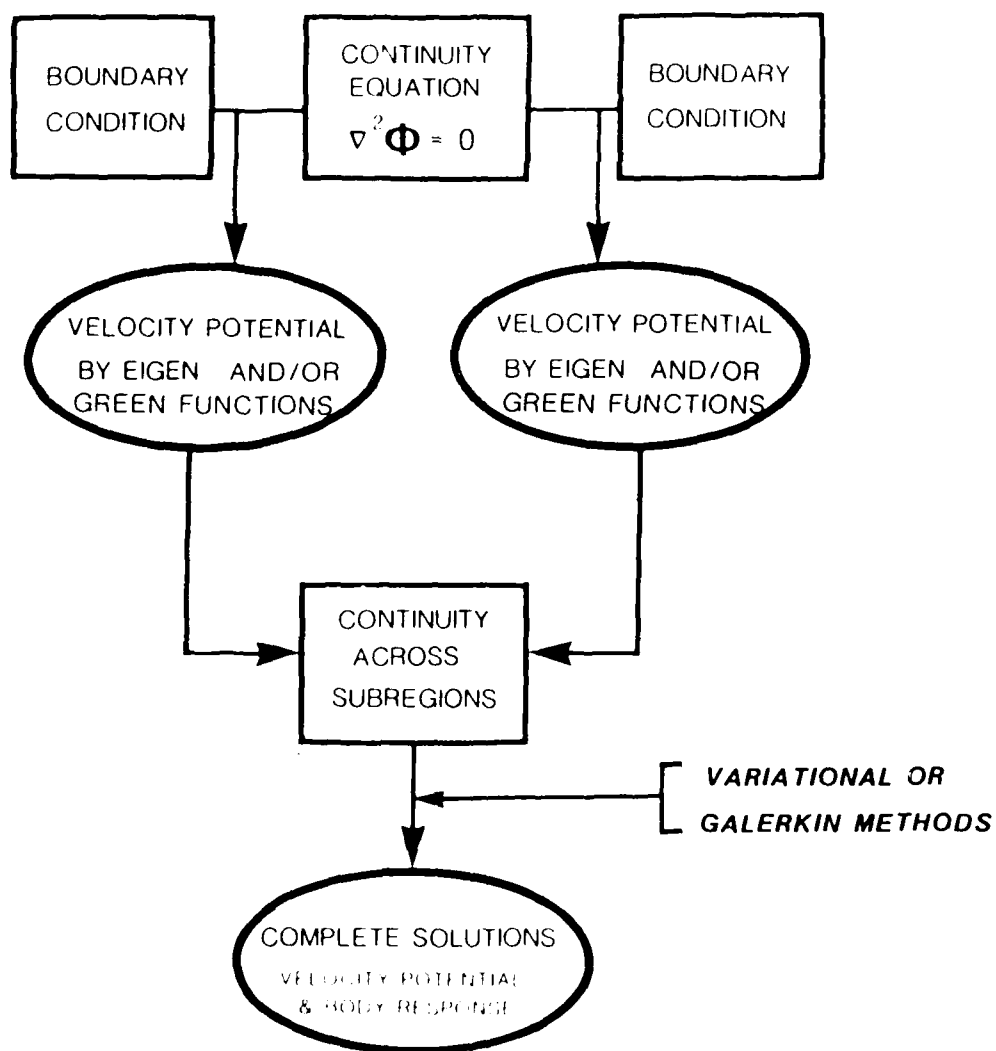 BOUNDARY
CONDITION
CONTINUITY
EQUATION
∇²Φ = 0
BOUNDARY
CONDITION
VELOCITY POTENTIAL
BY EIGEN AND/OR
GREEN FUNCTIONS
VELOCITY POTENTIAL
BY EIGEN AND/OR
GREEN FUNCTIONS
CONTINUITY
ACROSS
SUBREGIONS
VARIATIONAL OR
GALERKIN METHODS
COMPLETE SOLUTIONS
VELOCITY POTENTIAL
& BODY RESPONSE